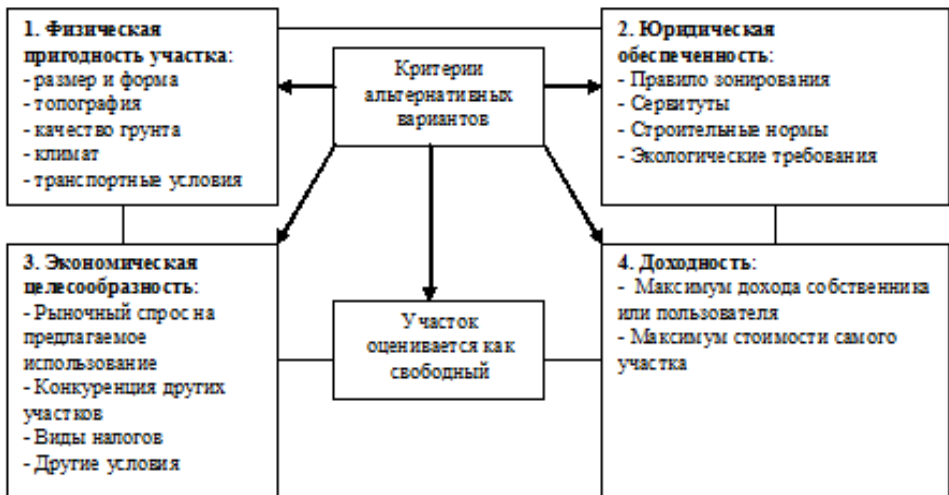 1. Физическая
пригодность участка:
- размер и форма
- топография
- качество грунта
- климат
- транспортные условия
Критерии
альтернативных
вариантов
2. Юридическая
обеспеченность:
- Правило зонирования
- Сервитуты
- Строительные нормы
- Экологические требования
3. Экономическая
целесообразность:
- Рыночный спрос на
предлагаемое
использование
- Конкуренция других
участков
- Виды налогов
- Другие условия
Участок
оценивается как
свободный
4. Доходность:
- Максимум дохода собственника
или пользователя
- Максимум стоимости самого
участка